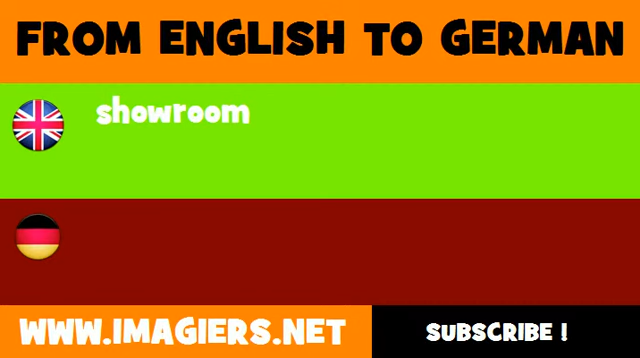 FROM ENGLISH TO GERMAN
showroom
WWW.IMAGIERS.NET
SUBSCRIBE !